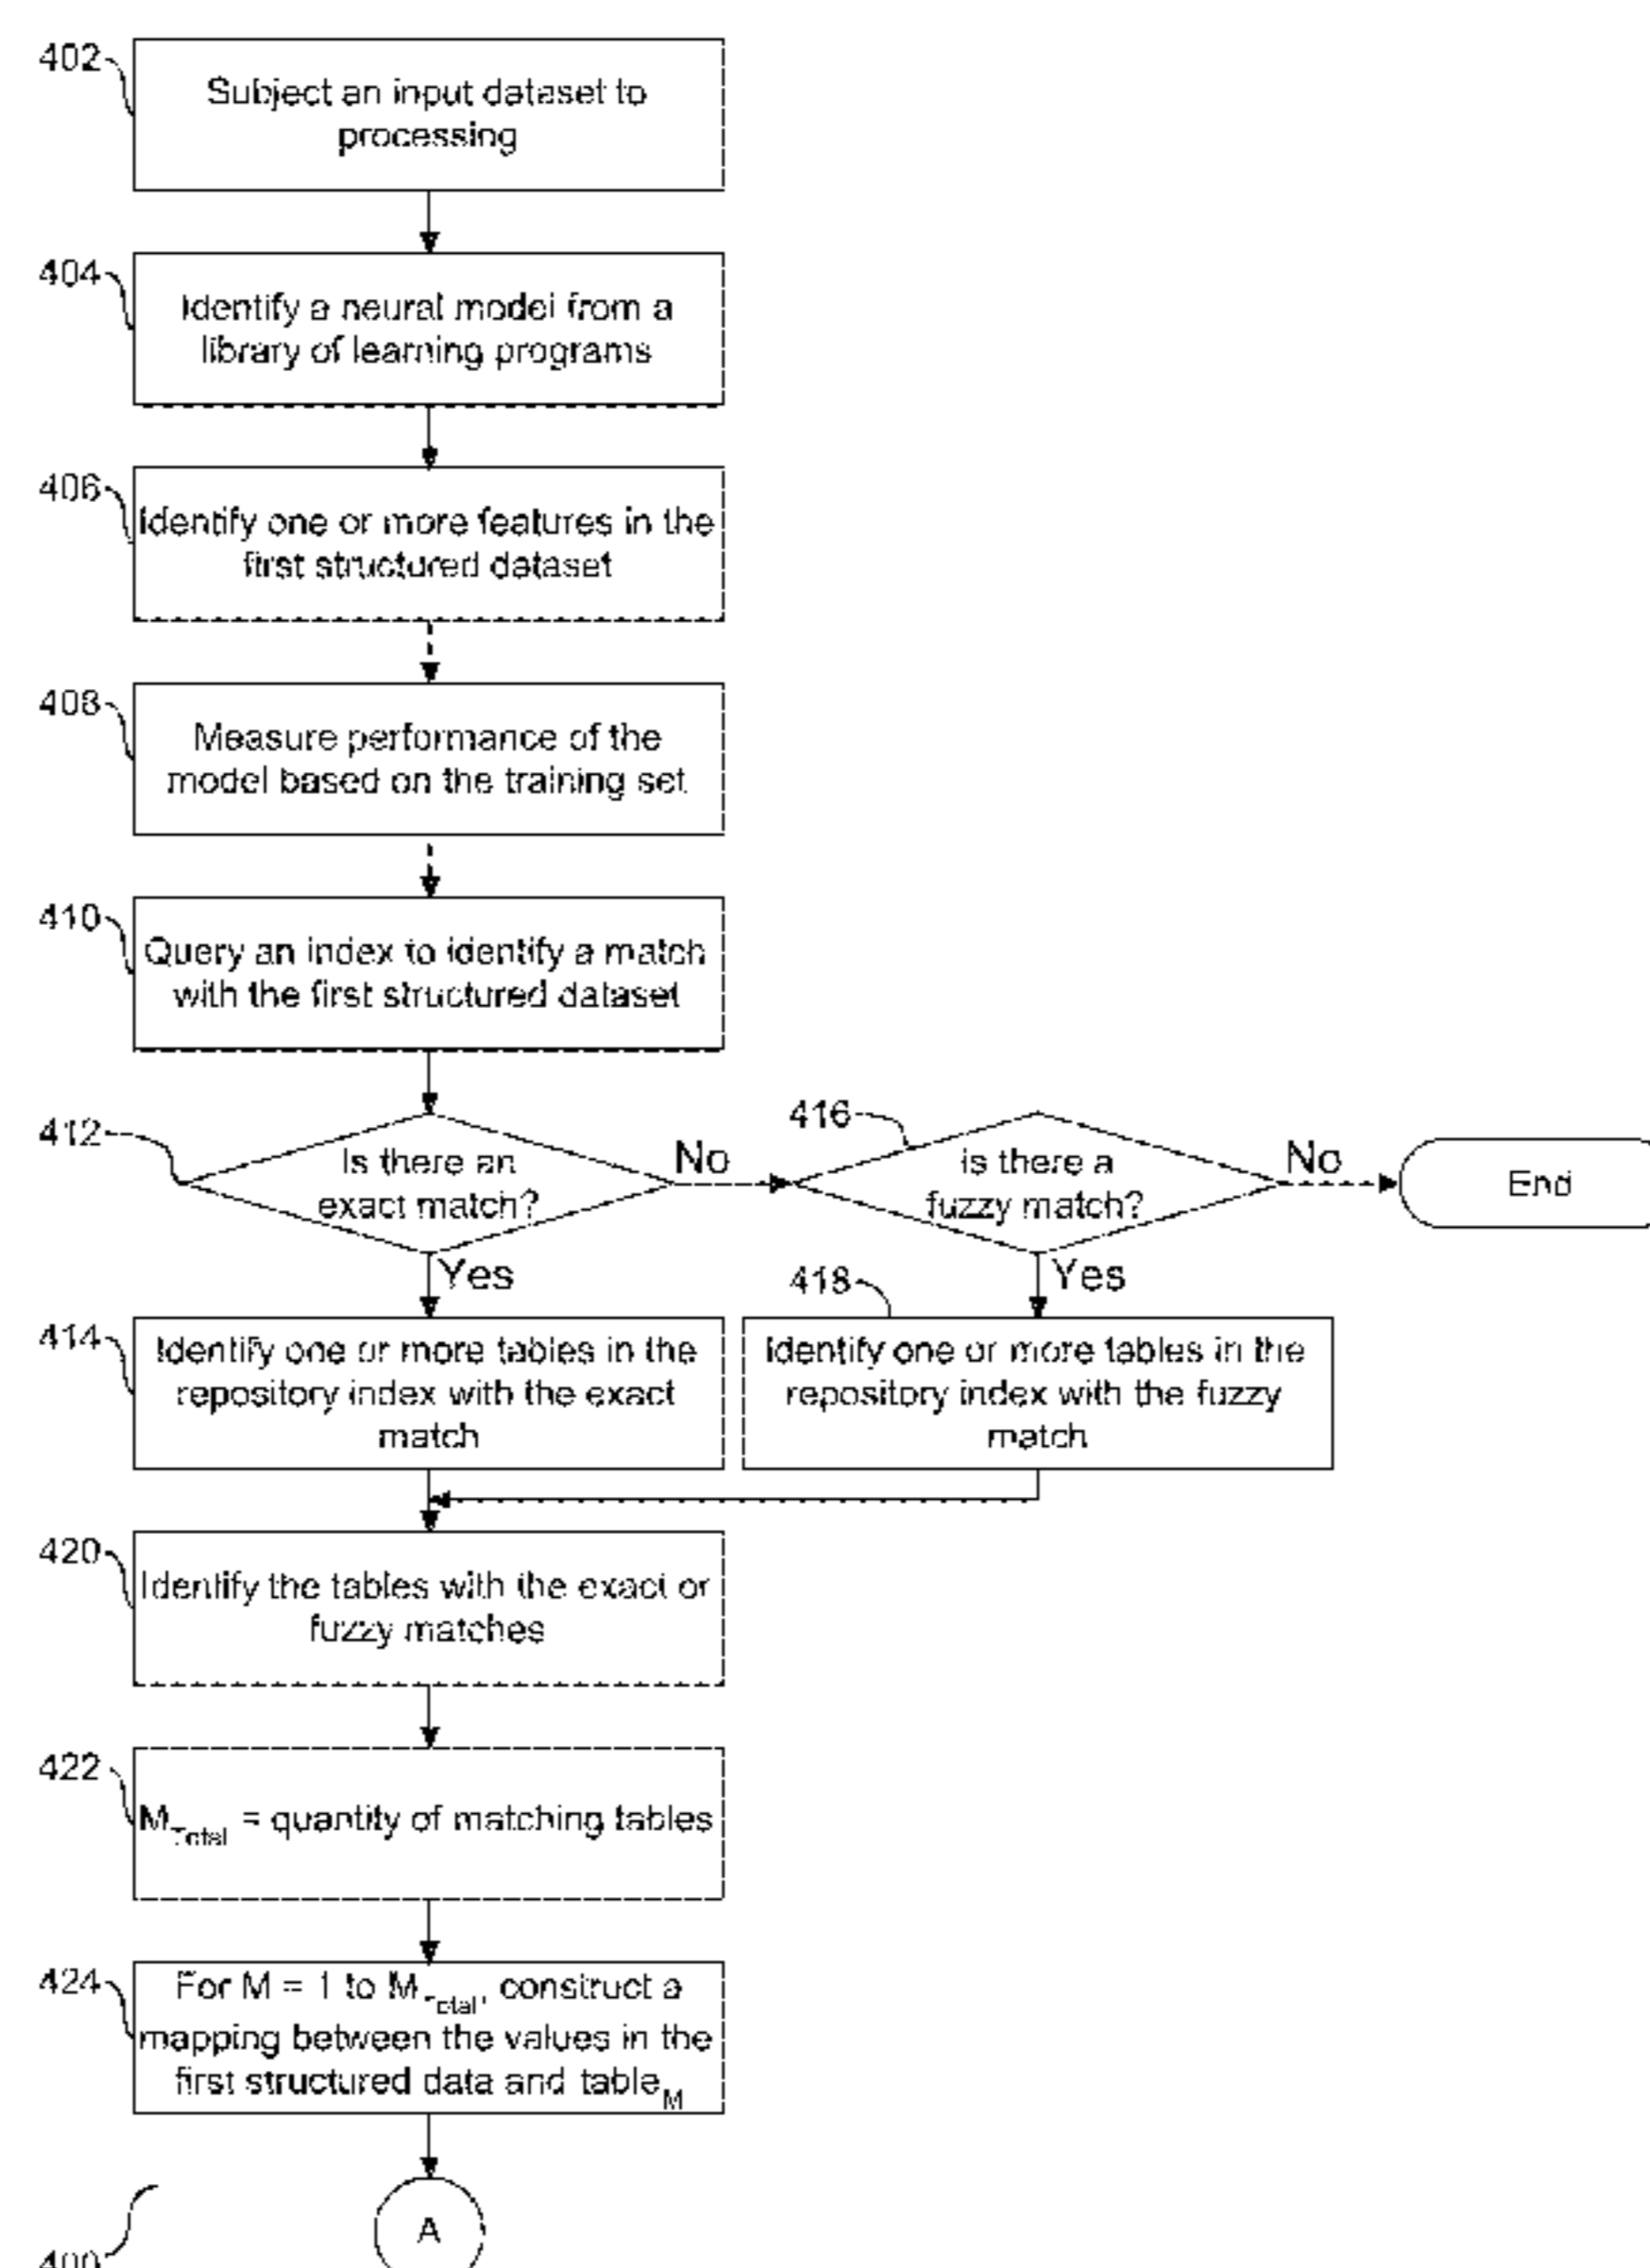 402
Subject an input dataset to
processing
404
Identify a neural model from a
library of learning programs
406
Identify one or more features in the
first structured dataset
408
Measure performance of the
model based on the training set
410
Query an index to identify a match
with the first structured dataset
412
Is there an
exact match?
No
416
is there a
fuzzy match?
No
End
Yes
Yes
414
Identify one or more tables in the
repository index with the exact
match
418
Identify one or more tables in the
repository index with the fuzzy
match
420
Identify the tables with the exact or
fuzzy matches
422
M_Total = quantity of matching tables
424
For M = 1 to M_Total, construct a
mapping between the values in the
first structured data and table_M
A
400